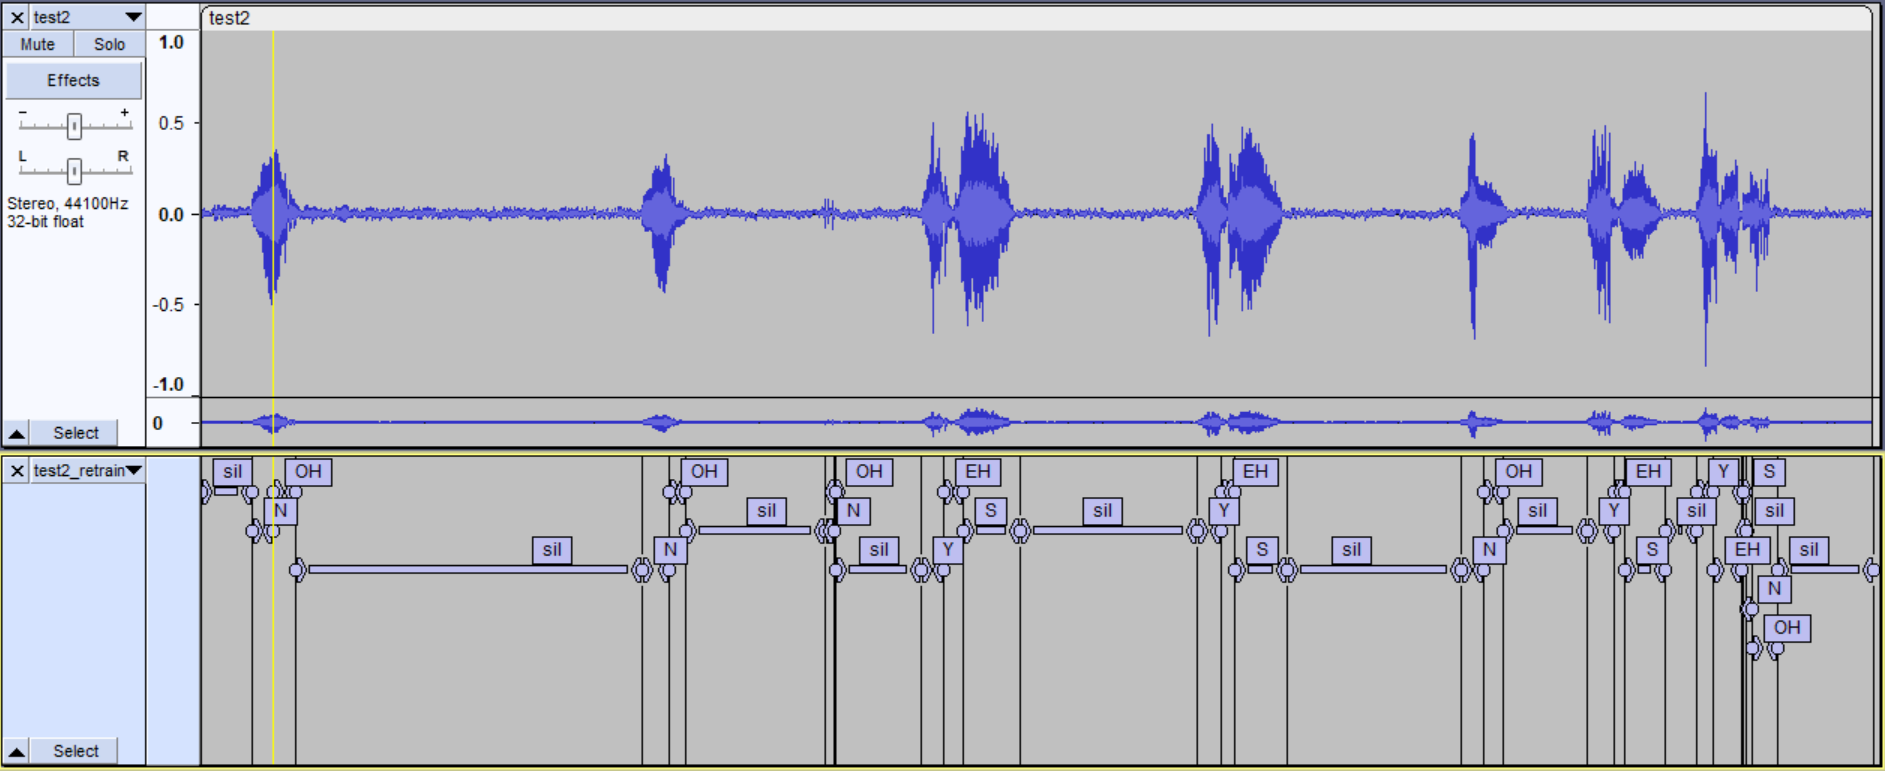 test2
test2
Mute Solo
Effects
- +
L R
Stereo, 44100Hz
32-bit float
Select
1.0
0.5
0.0
-0.5
-1.0
0
test2_retrain
Select
sil OH OH OH EH EH OH EH Y S
N sil N S sil Y sil Y sil sil
sil N sil Y S sil N S EH sil
N
OH